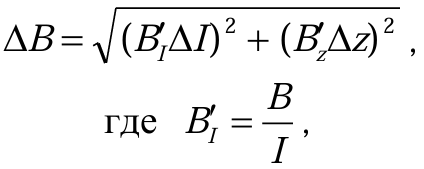 ΔB = √((B′_I ΔI)² + (B′_z Δz)²) ,
где B′_I = B/I ,